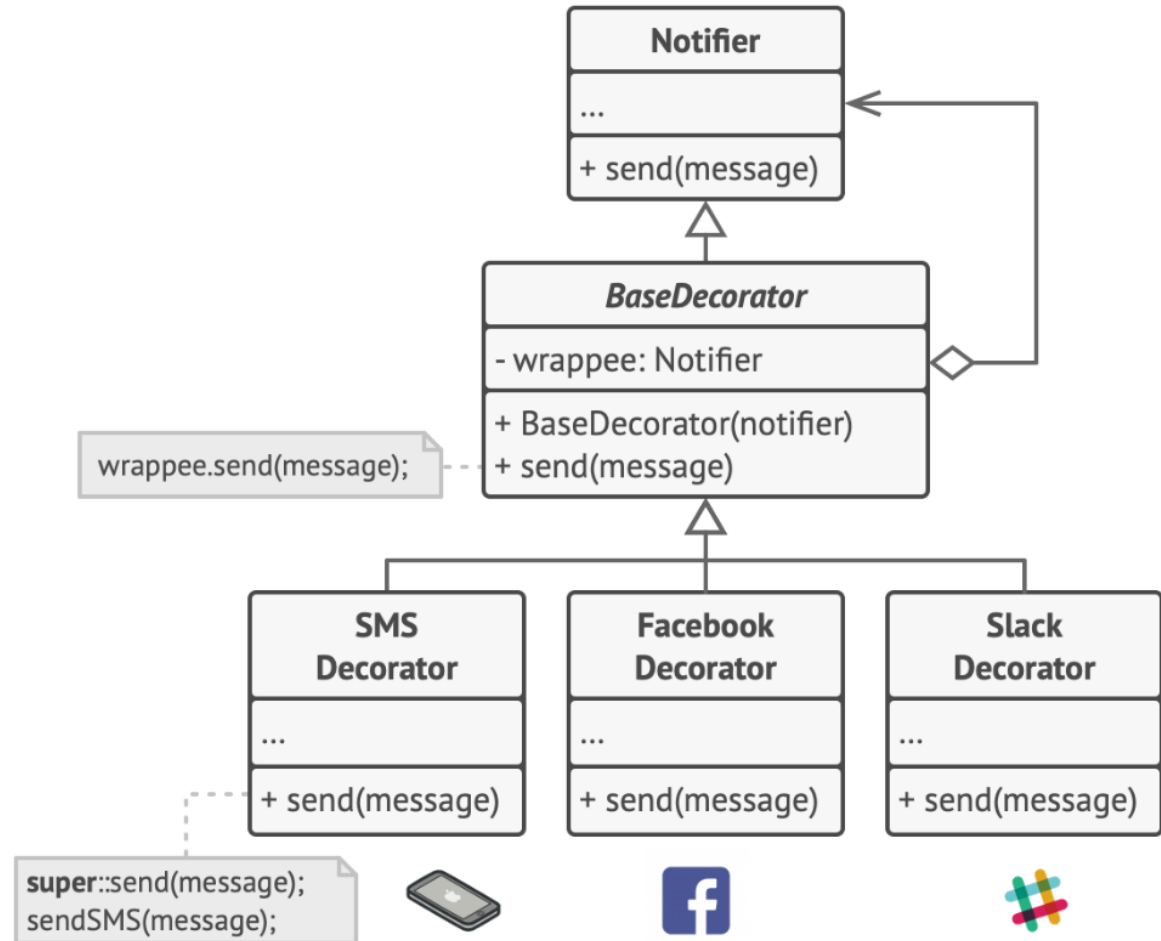 Notifier
...
+ send(message)
BaseDecorator
- wrappee: Notifier
+ BaseDecorator(notifier)
+ send(message)
wrappee.send(message);
SMS
Decorator
...
+ send(message)
Facebook
Decorator
...
+ send(message)
Slack
Decorator
...
+ send(message)
super::send(message);
sendSMS(message);